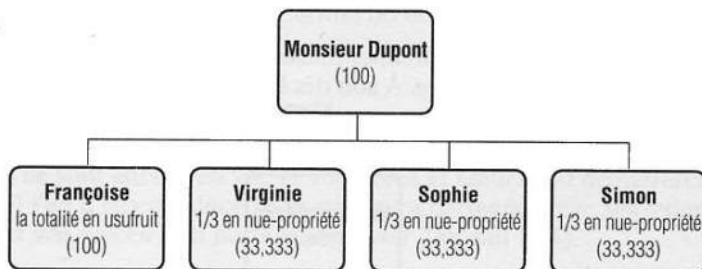 Monsieur Dupont
(100)
Françoise
la totalité en usufruit
(100)
Virginie
1/3 en nue-propriété
(33,333)
Sophie
1/3 en nue-propriété
(33,333)
Simon
1/3 en nue-propriété
(33,333)